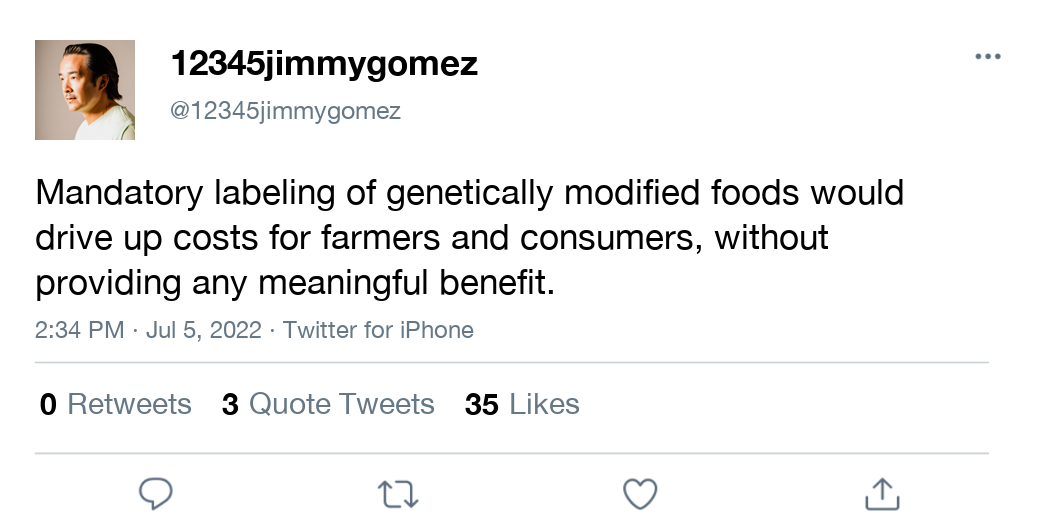 12345jimmygomez
@12345jimmygomez
Mandatory labeling of genetically modified foods would
drive up costs for farmers and consumers, without
providing any meaningful benefit.
2:34 PM · Jul 5, 2022 · Twitter for iPhone
0 Retweets 3 Quote Tweets 35 Likes